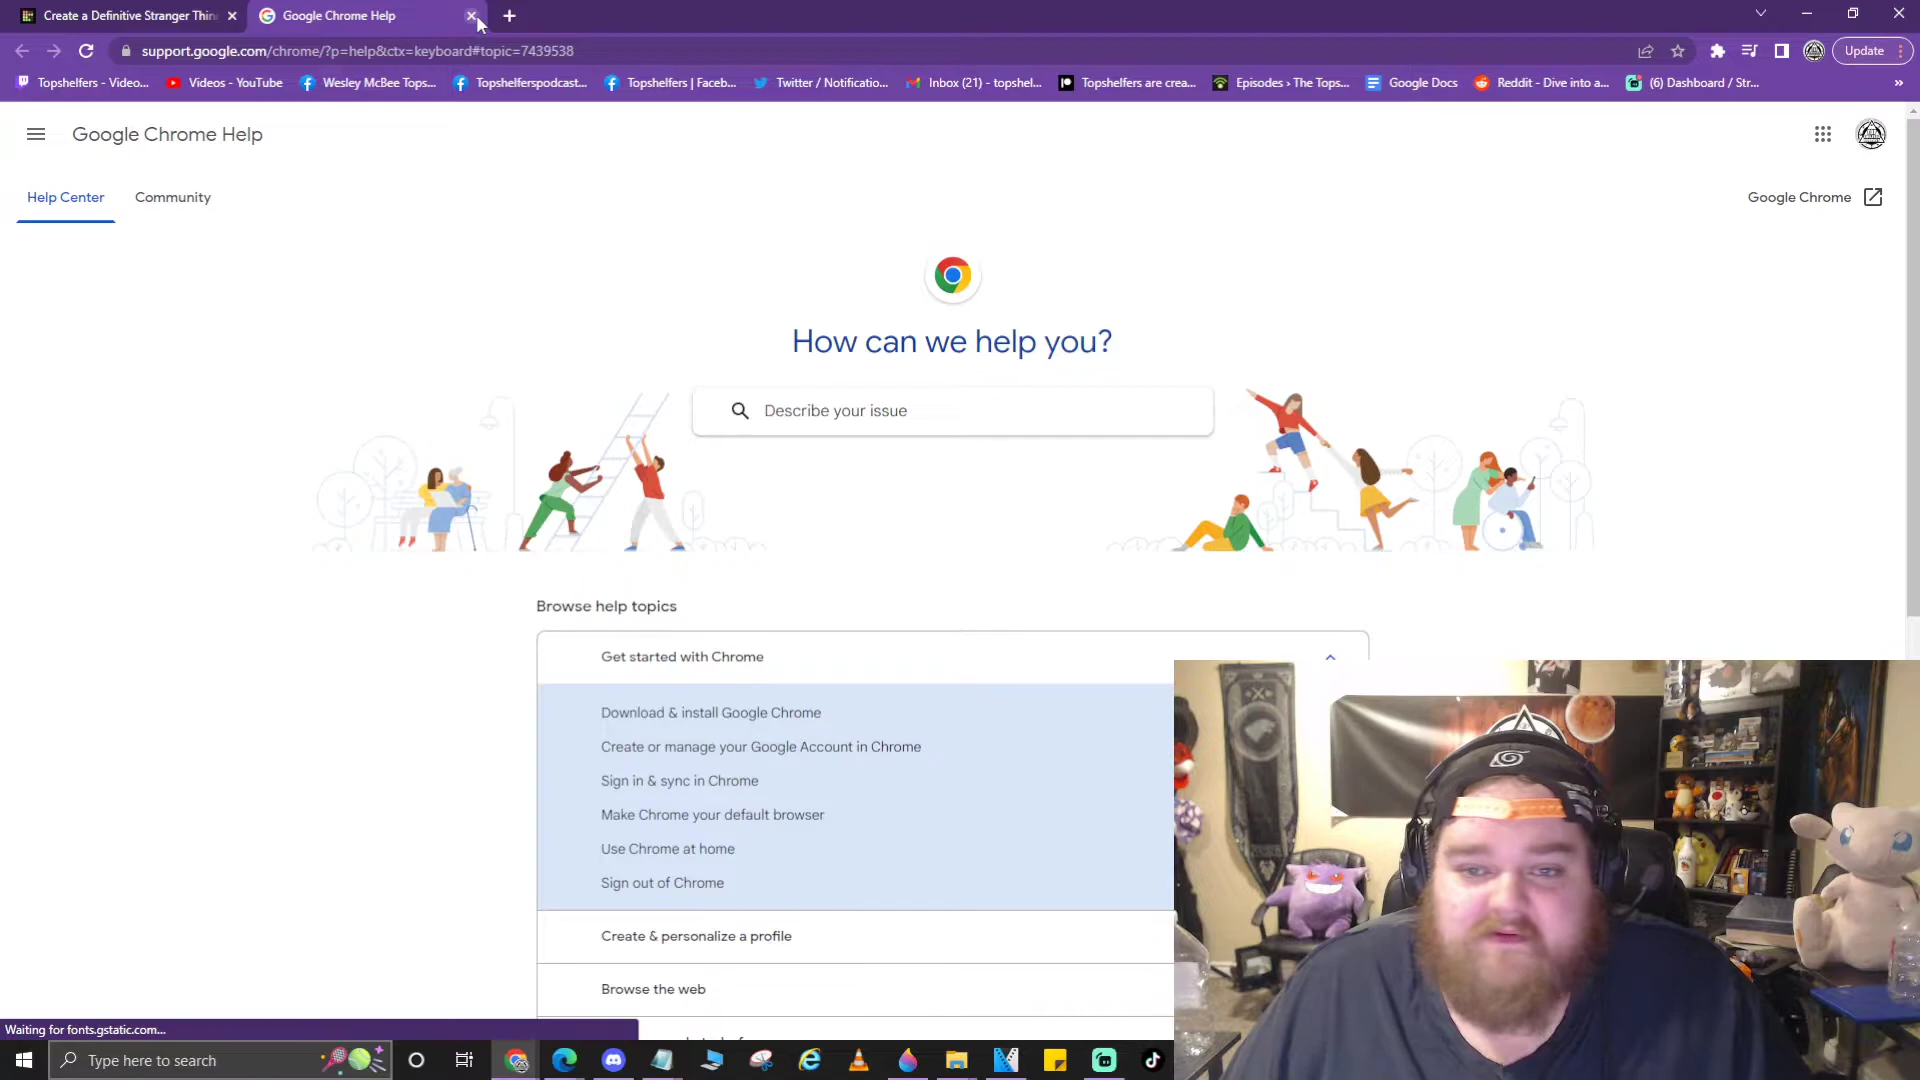 Create a Definitive Stranger Thin
Google Chrome Help
support.google.com/chrome/?p=help&ctx=keyboard#topic=7439538
Update
Topshelfers - Video...
Videos - YouTube
Wesley McBee Tops...
Topshelferspodcast...
Topshelfers | Faceb...
Twitter / Notificatio...
Inbox (21) - topshel...
Topshelfers are crea...
Episodes › The Tops...
Google Docs
Reddit - Dive into a...
(6) Dashboard / Str...
Google Chrome Help
Help Center
Community
Google Chrome
How can we help you?
Describe your issue
Browse help topics
Get started with Chrome
Download & install Google Chrome
Create or manage your Google Account in Chrome
Sign in & sync in Chrome
Make Chrome your default browser
Use Chrome at home
Sign out of Chrome
Create & personalize a profile
Browse the web
Waiting for fonts.gstatic.com...
Type here to search